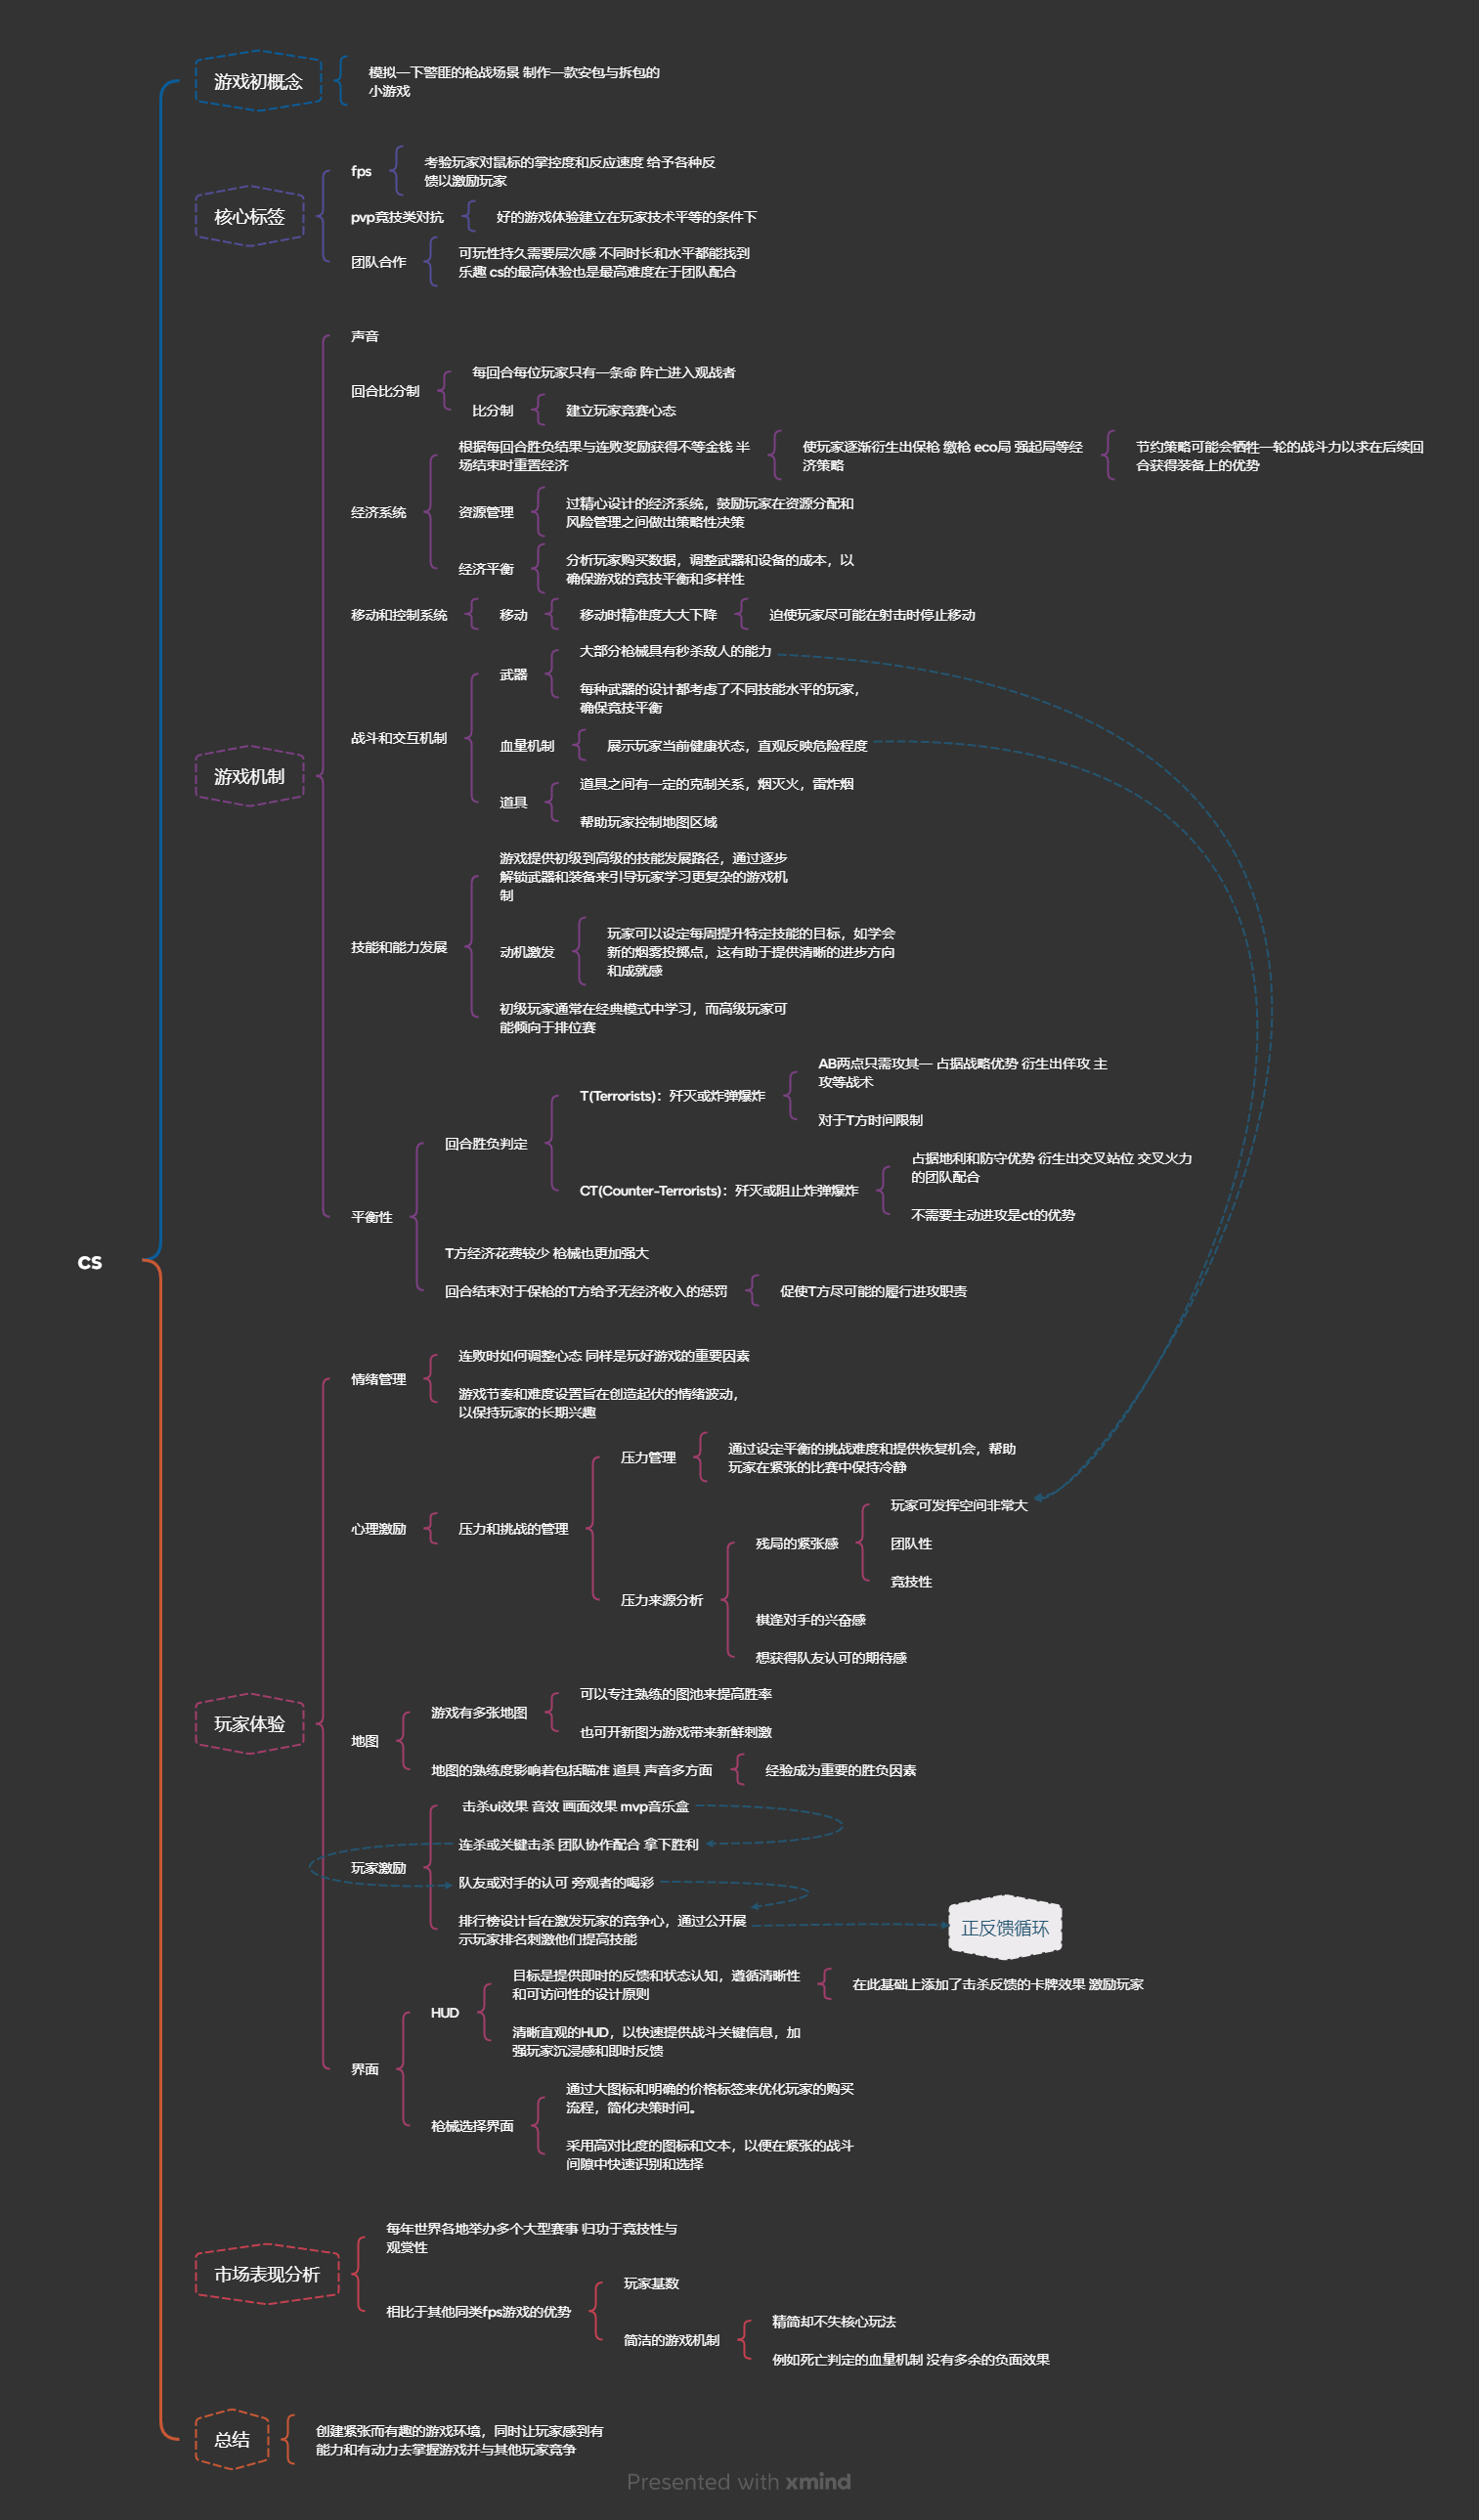 cs
游戏初概念
模拟一下警匪的枪战场景 制作一款安包与拆包的
小游戏
核心标签
fps
考验玩家对鼠标的掌控度和反应速度 给予各种反
馈以激励玩家
pvp竞技类对抗
好的游戏体验建立在玩家技术平等的条件下
团队合作
可玩性持久需要层次感 不同时长和水平都能找到
乐趣 cs的最高体验也是最高难度在于团队配合
游戏机制
声音
回合比分制
每回合每位玩家只有一条命 阵亡进入观战者
比分制
建立玩家竞赛心态
经济系统
根据每回合胜负结果与连败奖励获得不等金钱 半
场结束时重置经济
使玩家逐渐衍生出保枪 缴枪 eco局 强起局等经
济策略
节约策略可能会牺牲一轮的战斗力以求在后续回
合获得装备上的优势
资源管理
过精心设计的经济系统，鼓励玩家在资源分配和
风险管理之间做出策略性决策
经济平衡
分析玩家购买数据，调整武器和设备的成本，以
确保游戏的竞技平衡和多样性
移动和控制系统
移动
移动时精准度大大下降
迫使玩家尽可能在射击时停止移动
战斗和交互机制
武器
大部分枪械具有秒杀敌人的能力
每种武器的设计都考虑了不同技能水平的玩家，
确保竞技平衡
血量机制
展示玩家当前健康状态，直观反映危险程度
道具
道具之间有一定的克制关系，烟灭火，雷炸烟
帮助玩家控制地图区域
技能和能力发展
游戏提供初级到高级的技能发展路径，通过逐步
解锁武器和装备来引导玩家学习更复杂的游戏机
制
动机激发
玩家可以设定每周提升特定技能的目标，如学会
新的烟雾投掷点，这有助于提供清晰的进步方向
和成就感
初级玩家通常在经典模式中学习，而高级玩家可
能倾向于排位赛
平衡性
回合胜负判定
T(Terrorists)：歼灭或炸弹爆炸
AB两点只需攻其一 占据战略优势 衍生出佯攻 主
攻等战术
对于T方时间限制
CT(Counter-Terrorists)：歼灭或阻止炸弹爆炸
占据地利和防守优势 衍生出交叉站位 交叉火力
的团队配合
不需要主动进攻是ct的优势
T方经济花费较少 枪械也更加强大
回合结束对于保枪的T方给予无经济收入的惩罚
促使T方尽可能的履行进攻职责
玩家体验
情绪管理
连败时如何调整心态 同样是玩好游戏的重要因素
游戏节奏和难度设置旨在创造起伏的情绪波动，
以保持玩家的长期兴趣
心理激励
压力和挑战的管理
压力管理
通过设定平衡的挑战难度和提供恢复机会，帮助
玩家在紧张的比赛中保持冷静
压力来源分析
残局的紧张感
玩家可发挥空间非常大
团队性
竞技性
棋逢对手的兴奋感
想获得队友认可的期待感
地图
游戏有多张地图
可以专注熟练的图池来提高胜率
也可开新图为游戏带来新鲜刺激
地图的熟练度影响着包括瞄准 道具 声音多方面
经验成为重要的胜负因素
玩家激励
击杀ui效果 音效 画面效果 mvp音乐盒
连杀或关键击杀 团队协作配合 拿下胜利
队友或对手的认可 旁观者的喝彩
排行榜设计旨在激发玩家的竞争心，通过公开展
示玩家排名刺激他们提高技能
正反馈循环
界面
HUD
目标是提供即时的反馈和状态认知，遵循清晰性
和可访问性的设计原则
在此基础上添加了击杀反馈的卡牌效果 激励玩家
清晰直观的HUD，以快速提供战斗关键信息，加
强玩家沉浸感和即时反馈
枪械选择界面
通过大图标和明确的价格标签来优化玩家的购买
流程，简化决策时间。
采用高对比度的图标和文本，以便在紧张的战斗
间隙中快速识别和选择
市场表现分析
每年世界各地举办多个大型赛事 归功于竞技性与
观赏性
相比于其他同类fps游戏的优势
玩家基数
简洁的游戏机制
精简却不失核心玩法
例如死亡判定的血量机制 没有多余的负面效果
总结
创建紧张而有趣的游戏环境，同时让玩家感到有
能力和有动力去掌握游戏并与其他玩家竞争
Presented with xmind